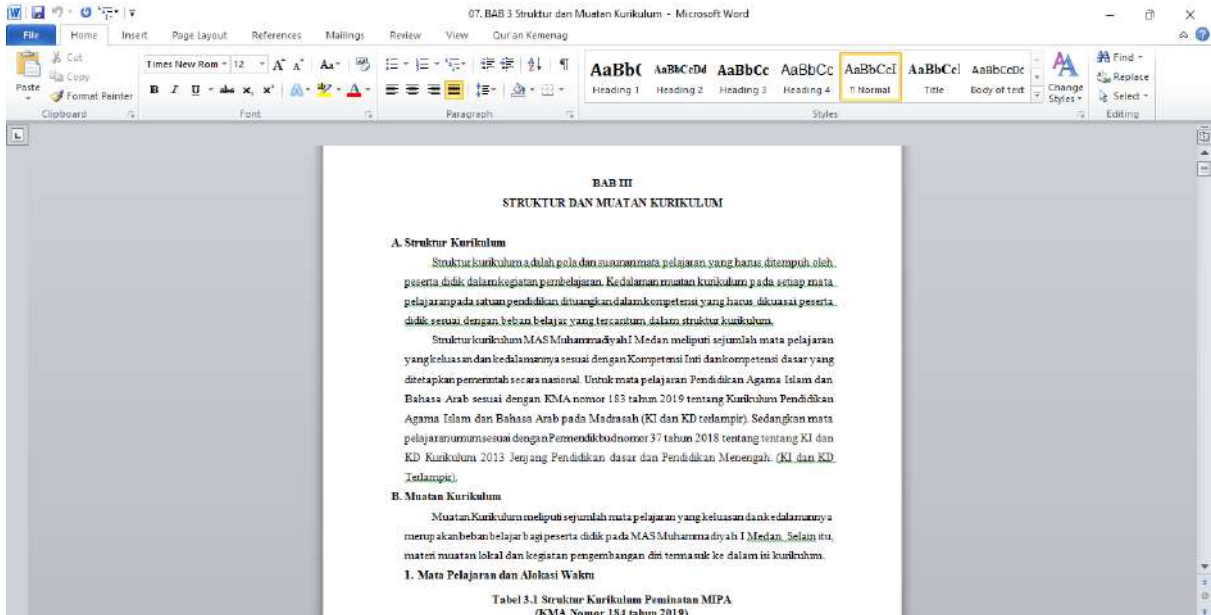 07. BAB 3 Struktur dan Muatan Kurikulum - Microsoft Word
File Home Insert Page Layout References Mailings Review View Qur'an Kemenag
Paste
Cut
Copy
Format Painter
Clipboard
Times New Rom 12
B I U abc x, x'
Font
Paragraph
AaBb( AaBbCcDd AaBbCc AaBbCc AaBbCcI AaBbCcl AaBbCcDc
Heading 1 Heading 2 Heading 3 Heading 4 ¶ Normal Title Body of text
Change
Styles
Styles
Find
Replace
Select
Editing
BAB III
STRUKTUR DAN MUATAN KURIKULUM
A. Struktur Kurikulum
Struktur kurikulum adalah pola dan susunan mata pelajaran yang harus ditempuh oleh
peserta didik dalam kegiatan pembelajaran. Kedalaman muatan kurikulum pada setiap mata
pelajaran pada satuan pendidikan dituangkan dalam kompetensi yang harus dikuasai peserta
didik sesuai dengan beban belajar yang tercantum dalam struktur kurikulum.
Struktur kurikulum MAS Muhammadiyah I Medan meliputi sejumlah mata pelajaran
yang keluasan dan kedalamannya sesuai dengan Kompetensi Inti dan kompetensi dasar yang
ditetapkan pemerintah secara nasional. Untuk mata pelajaran Pendidikan Agama Islam dan
Bahasa Arab sesuai dengan KMA nomor 183 tahun 2019 tentang Kurikulum Pendidikan
Agama Islam dan Bahasa Arab pada Madrasah (KI dan KD terlampir). Sedangkan mata
pelajaran umum sesuai dengan Permendikbud nomor 37 tahun 2018 tentang tentang KI dan
KD Kurikulum 2013 Jenjang Pendidikan dasar dan Pendidikan Menengah. (KI dan KD
Terlampir).
B. Muatan Kurikulum
Muatan Kurikulum meliputi sejumlah mata pelajaran yang keluasan dan kedalamannya
merupakan beban belajar bagi peserta didik pada MAS Muhammadiyah I Medan. Selain itu,
materi muatan lokal dan kegiatan pengembangan diri termasuk ke dalam isi kurikulum.
1. Mata Pelajaran dan Alokasi Waktu
Tabel 3.1 Struktur Kurikulum Peminatan MIPA
(KMA Nomor 184 tahun 2019)